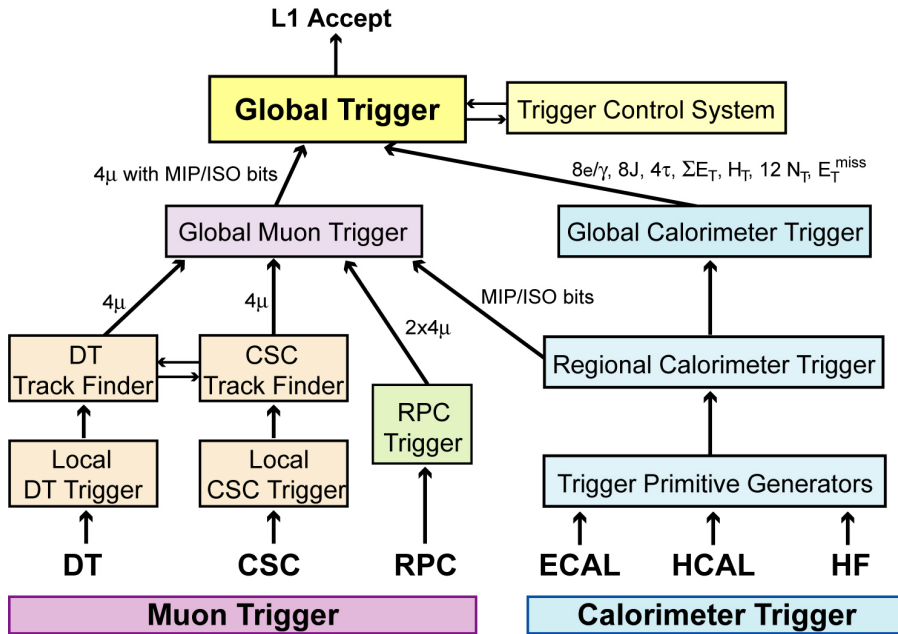 L1 Accept
Global Trigger
Trigger Control System
4μ with MIP/ISO bits
8e/γ, 8J, 4τ, ΣE_T, H_T, 12 N_T, E_T^miss
Global Muon Trigger
Global Calorimeter Trigger
4μ
4μ
2x4μ
MIP/ISO bits
DT
Track Finder
CSC
Track Finder
Regional Calorimeter Trigger
RPC
Trigger
Local
DT Trigger
Local
CSC Trigger
Trigger Primitive Generators
DT
CSC
RPC
ECAL
HCAL
HF
Muon Trigger
Calorimeter Trigger